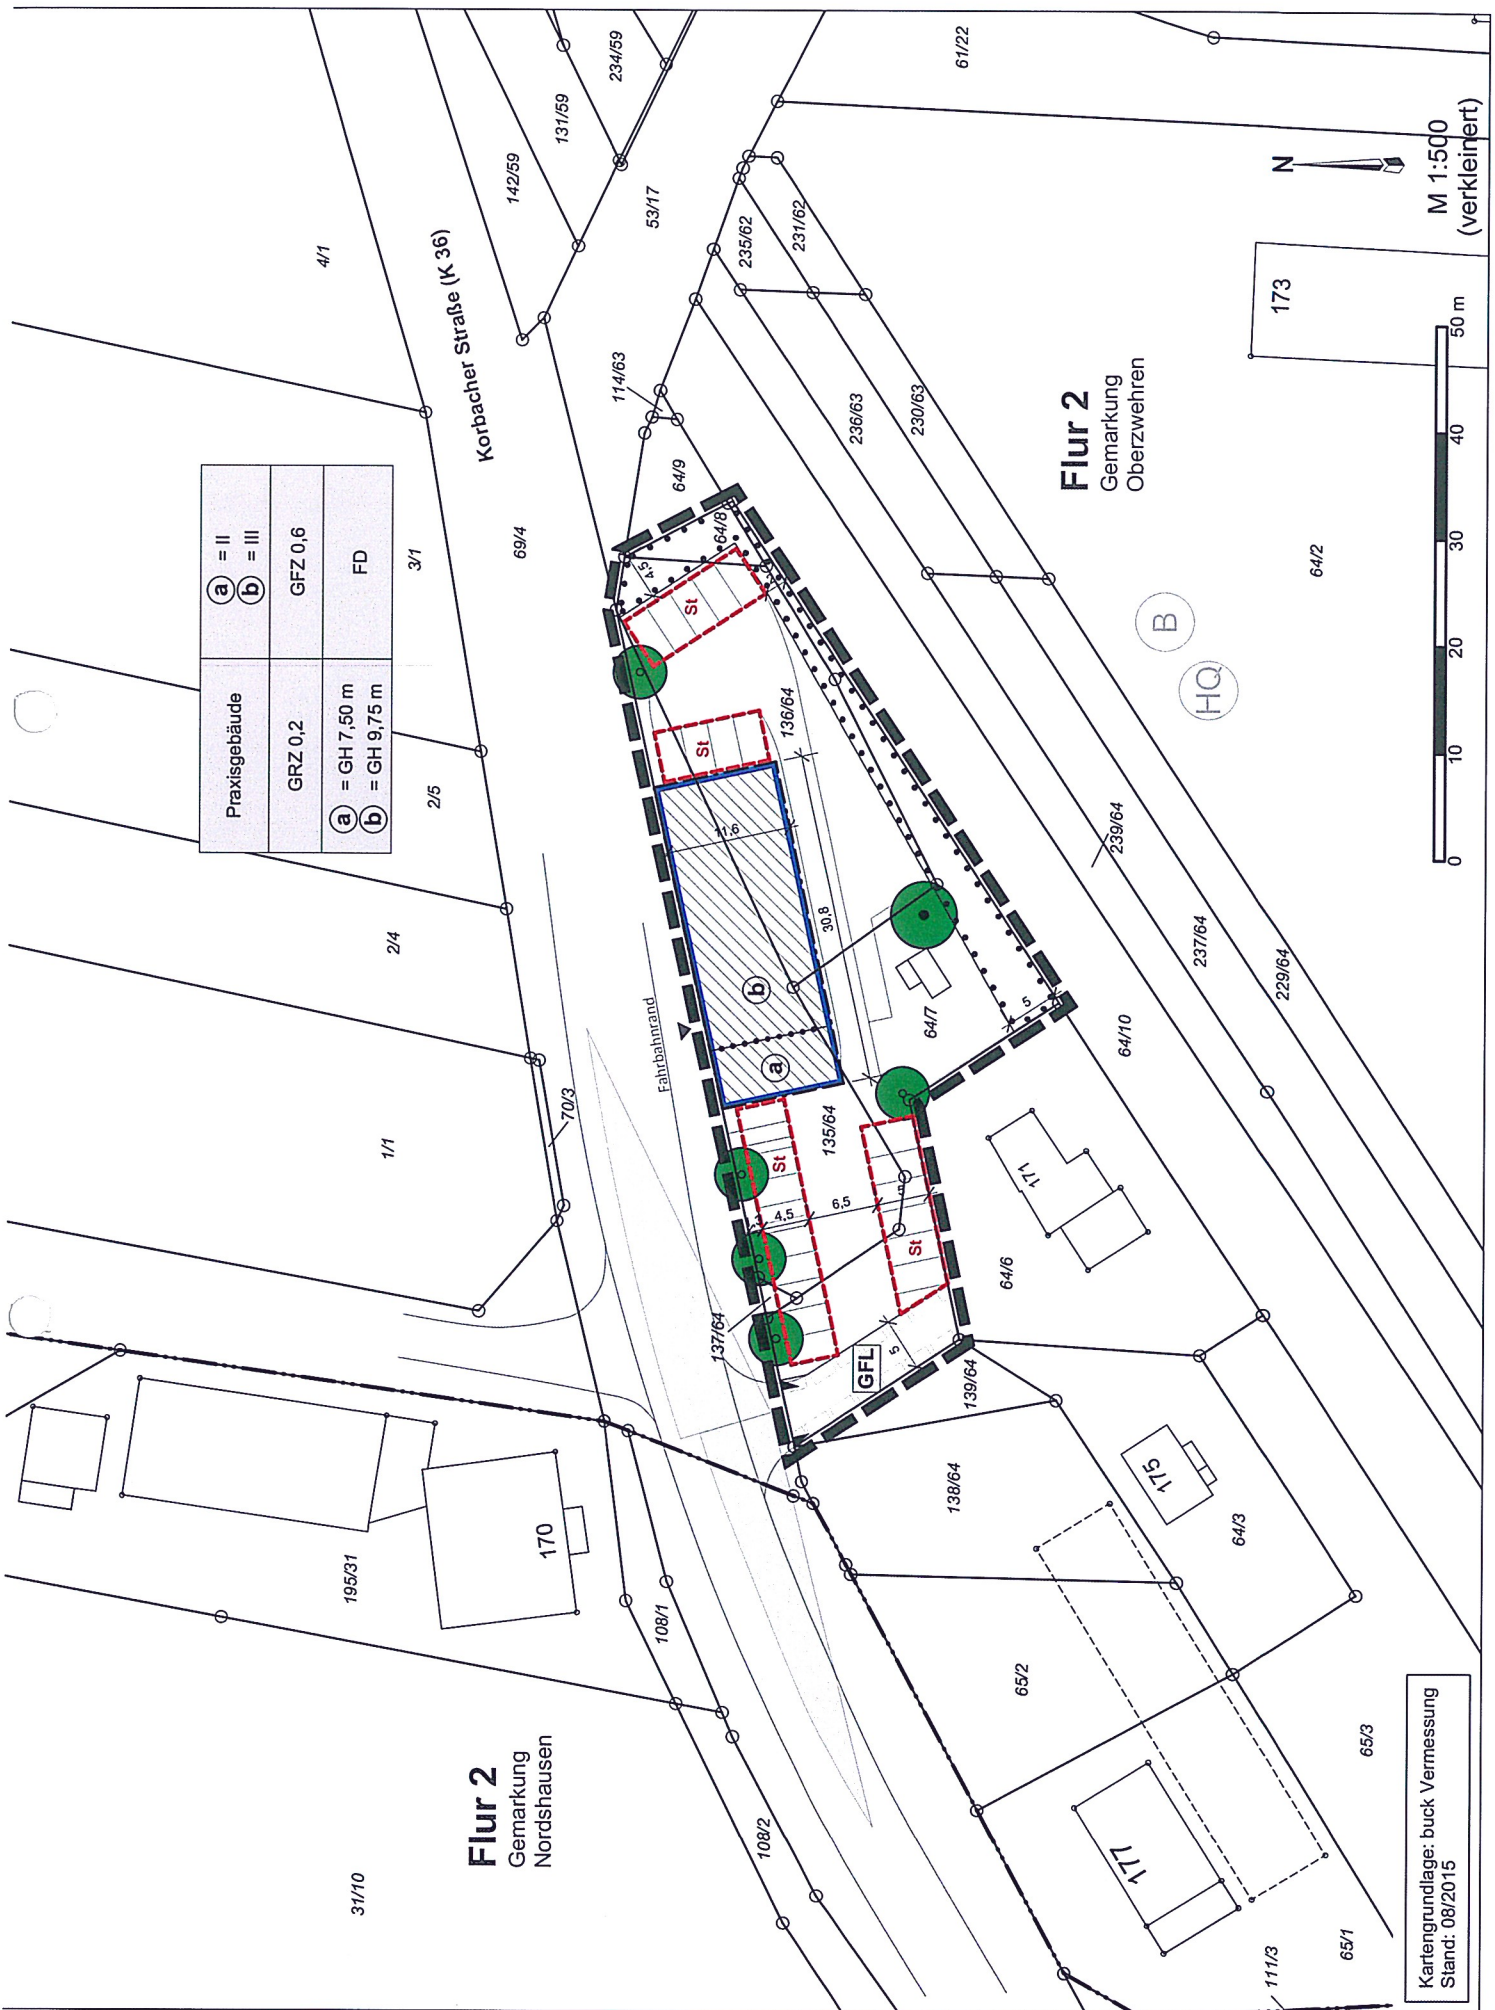 Praxisgebäude
a = II
b = III
GRZ 0,2
GFZ 0,6
a = GH 7,50 m
b = GH 9,75 m
FD
Korbacher Straße (K 36)
Fahrbahnrand
31/10
195/31
170
1/1
2/4
2/5
3/1
4/1
70/3
69/4
142/59
131/59
234/59
53/17
61/22
108/1
108/2
Flur 2
Gemarkung
Nordshausen
114/63
64/9
64/8
235/62
231/62
236/63
230/63
St
4,5
2
St
136/64
11,6
30,8
b
a
64/7
5
135/64
St
4,5
6,5
5
St
137/64
GFL
5
139/64
138/64
64/6
171
64/10
239/64
237/64
229/64
64/2
HQ
B
Flur 2
Gemarkung
Oberzwehren
173
175
64/3
65/2
65/3
177
65/1
111/3
N
M 1:500
(verkleinert)
0
10
20
30
40
50 m
Kartengrundlage: buck Vermessung
Stand: 08/2015